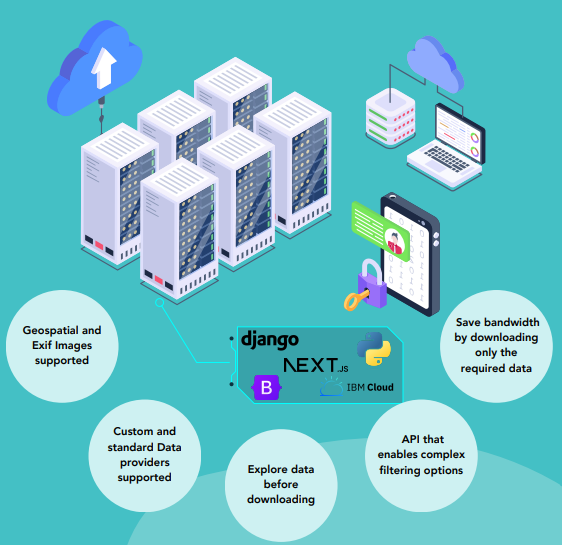 django
NEXT.JS
B
IBM Cloud
Geospatial and
Exif Images
supported
Save bandwidth
by downloading
only the
required data
Custom and
standard Data
providers
supported
API that
enables complex
filtering options
Explore data
before
downloading